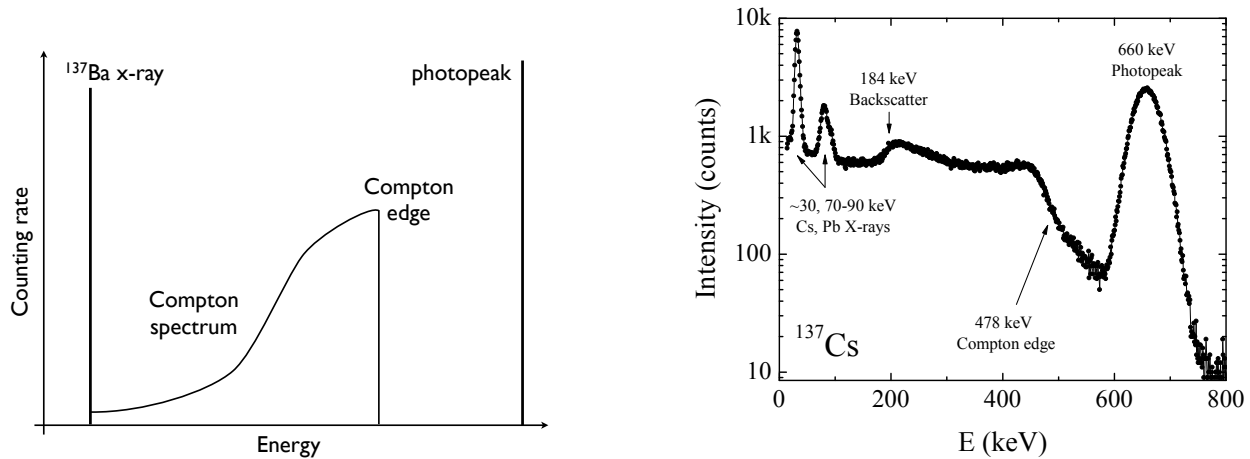 Counting rate
¹³⁷Ba x-ray
photopeak
Compton
edge
Compton
spectrum
Energy
Intensity (counts)
10k
1k
100
10
184 keV
Backscatter
660 keV
Photopeak
~30, 70-90 keV
Cs, Pb X-rays
478 keV
Compton edge
¹³⁷Cs
0
200
400
600
800
E (keV)